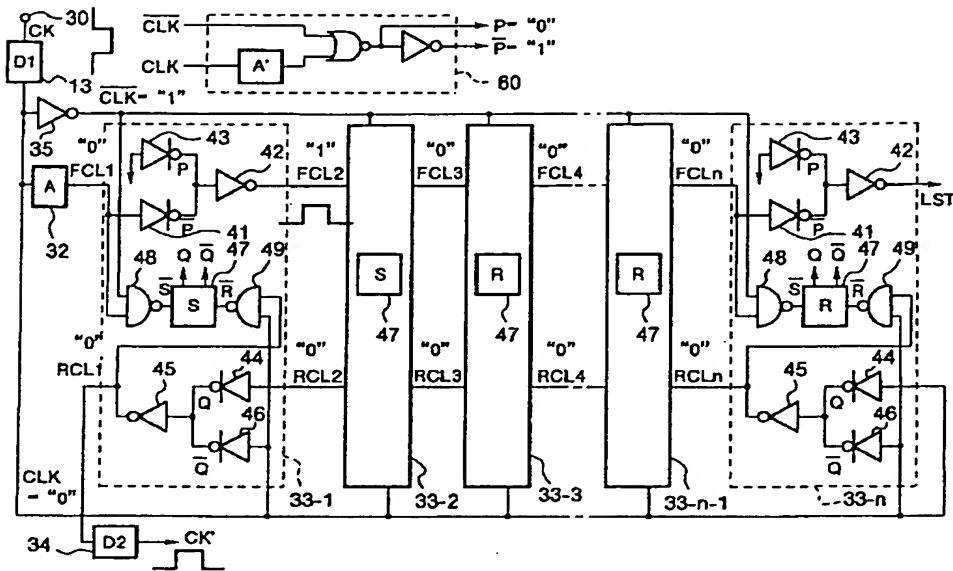 30
CK
D1
13
CLK
CLK
A'
P= "0"
P= "1"
60
CLK= "1"
35
"0"
FCL1
A
32
43
P
42
P
41
"1"
FCL2
"0"
FCL3
"0"
FCL4
"0"
FCLn
43
P
42
P
41
LST
48
S
Q
Q
47
S
R
49
S
47
R
47
R
47
48
S
Q
Q
47
R
R
49
"0"
RCL1
45
Q
44
Q
46
"0"
RCL2
"0"
RCL3
"0"
RCL4
"0"
RCLn
45
Q
44
Q
46
CLK
= "0"
33-1
33-2
33-3
33-n-1
33-n
34
D2
CK'